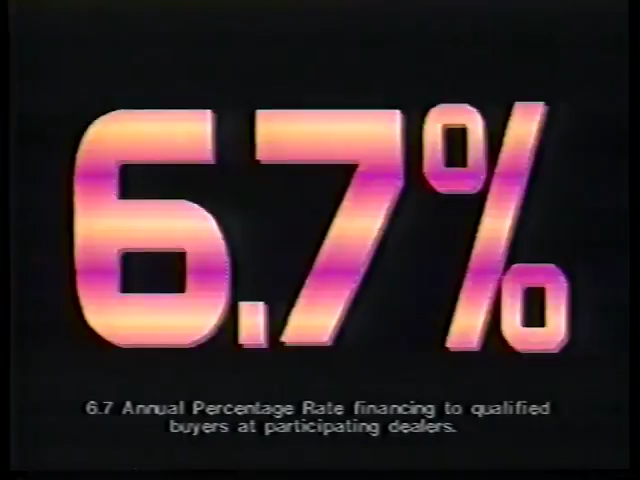 6.7%
6.7 Annual Percentage Rate financing to qualified
buyers at participating dealers.